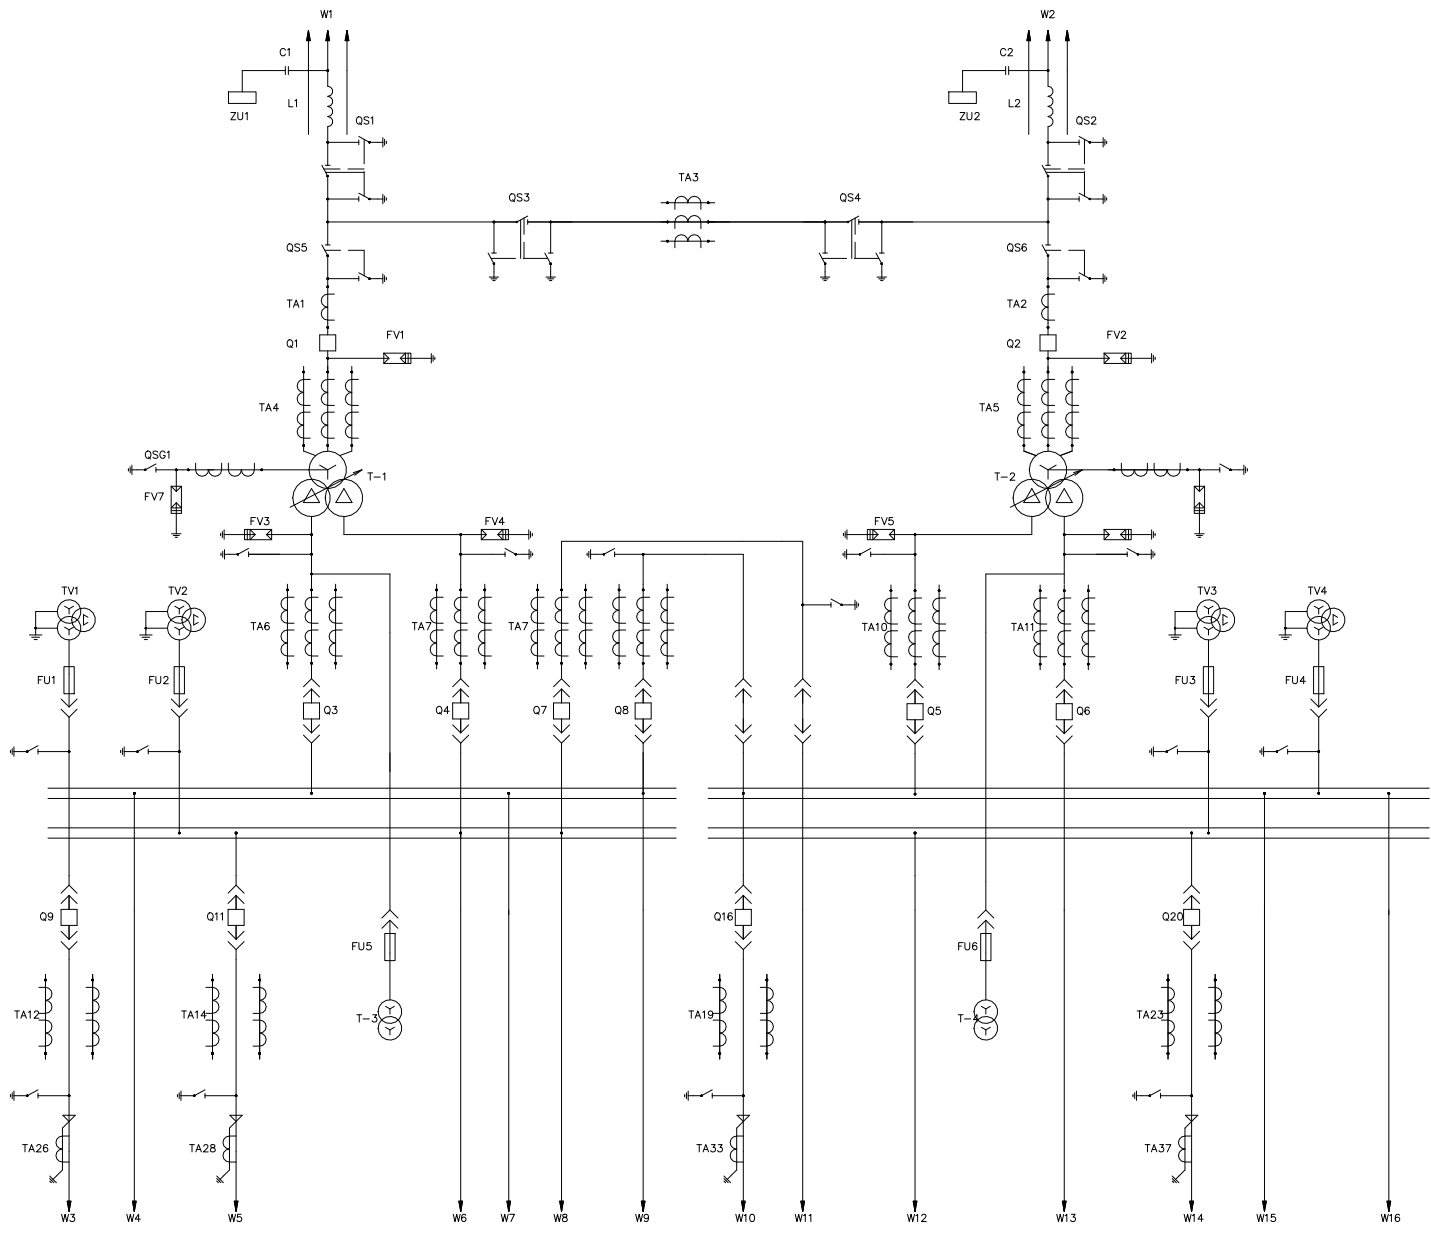 W1 W2
C1 C2
L1 L2
ZU1 ZU2
QS1 QS2
TA3
QS3 QS4
QS5 QS6
TA1 TA2
FV1 FV2
Q1 Q2
TA4 TA5
QSG1
T-1 T-2
FV7
FV3 FV4 FV5
TV1 TV2 TV3 TV4
TA6 TA7 TA7 TA10 TA11
FU1 FU2 FU3 FU4
Q3 Q4 Q7 Q8 Q5 Q6
Q9 Q11 Q16 Q20
FU5 FU6
TA12 TA14 T-3 TA19 T-4 TA23
TA26 TA28 TA33 TA37
W3 W4 W5 W6 W7 W8 W9 W10 W11 W12 W13 W14 W15 W16